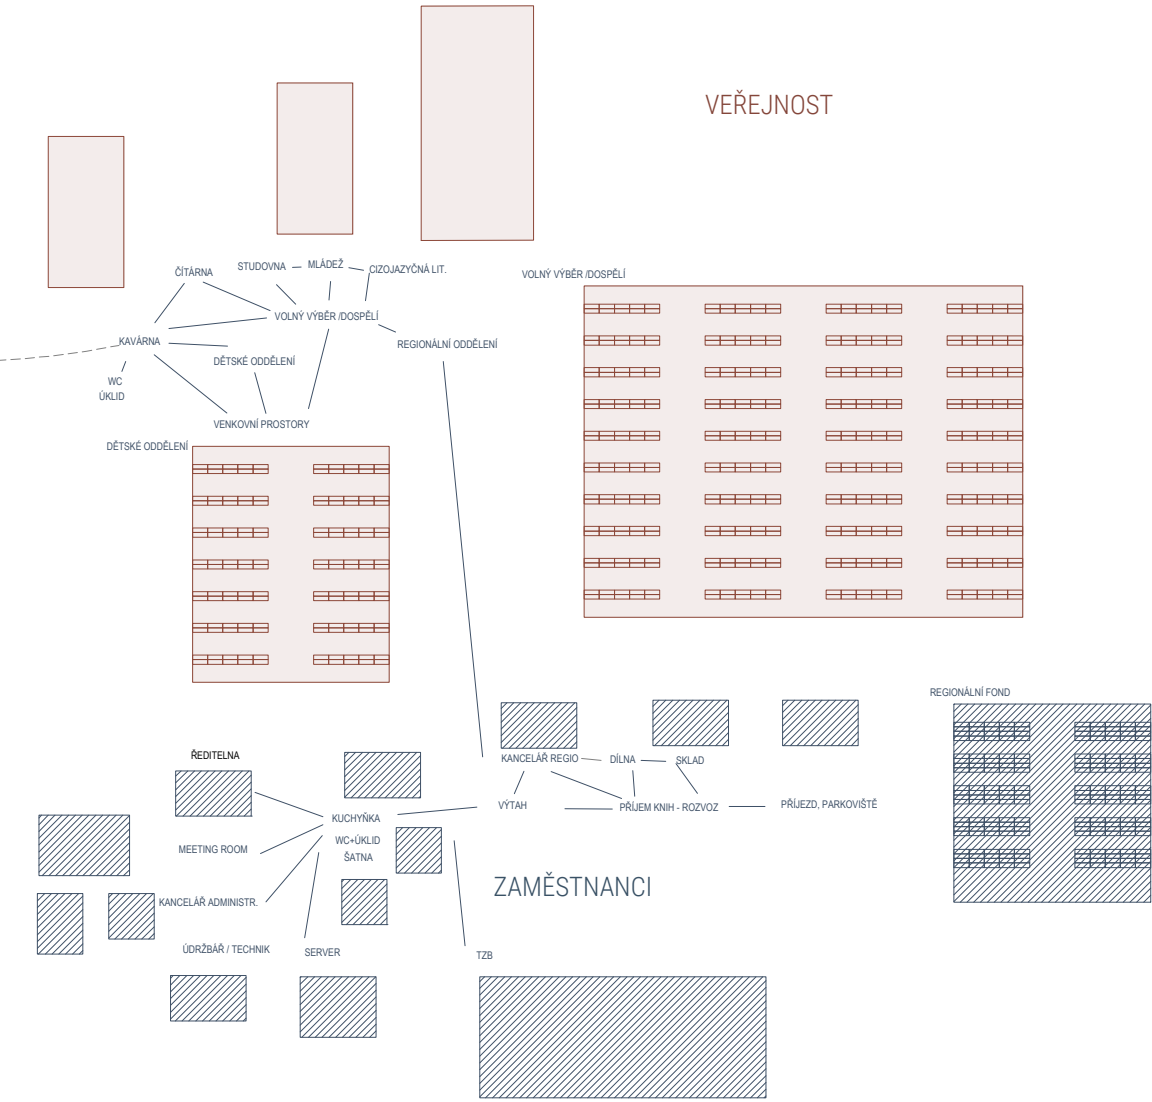 VEŘEJNOST
ČÍTÁRNA
STUDOVNA
MLÁDEŽ
CIZOJAZYČNÁ LIT.
VOLNÝ VÝBĚR /DOSPĚLÍ
VOLNÝ VÝBĚR /DOSPĚLÍ
KAVÁRNA
REGIONÁLNÍ ODDĚLENÍ
DĚTSKÉ ODDĚLENÍ
WC
ÚKLID
VENKOVNÍ PROSTORY
DĚTSKÉ ODDĚLENÍ
REGIONÁLNÍ FOND
ŘEDITELNA
KANCELÁŘ REGIO
DÍLNA
SKLAD
VÝTAH
PŘÍJEM KNIH - ROZVOZ
PŘÍJEZD, PARKOVIŠTĚ
KUCHYŇKA
WC+ÚKLID
ŠATNA
MEETING ROOM
ZAMĚSTNANCI
KANCELÁŘ ADMINISTR.
ÚDRŽBÁŘ / TECHNIK
SERVER
TZB